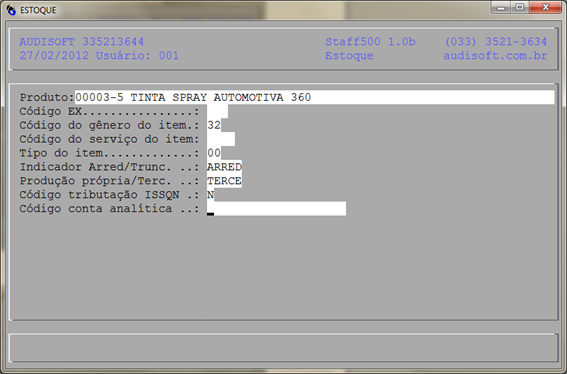 ESTOQUE
AUDISOFT 335213644 Staff500 1.0b (033) 3521-3634
27/02/2012 Usuário: 001 Estoque audisoft.com.br
Produto:00003-5 TINTA SPRAY AUTOMOTIVA 360
Código EX................:
Código do gênero do item.: 32
Código do serviço do item:
Tipo do item.............: 00
Indicador Arred/Trunc. ..: ARRED
Produção própria/Terc. ..: TERCE
Código tributação ISSQN .: N
Código conta analítica ..: